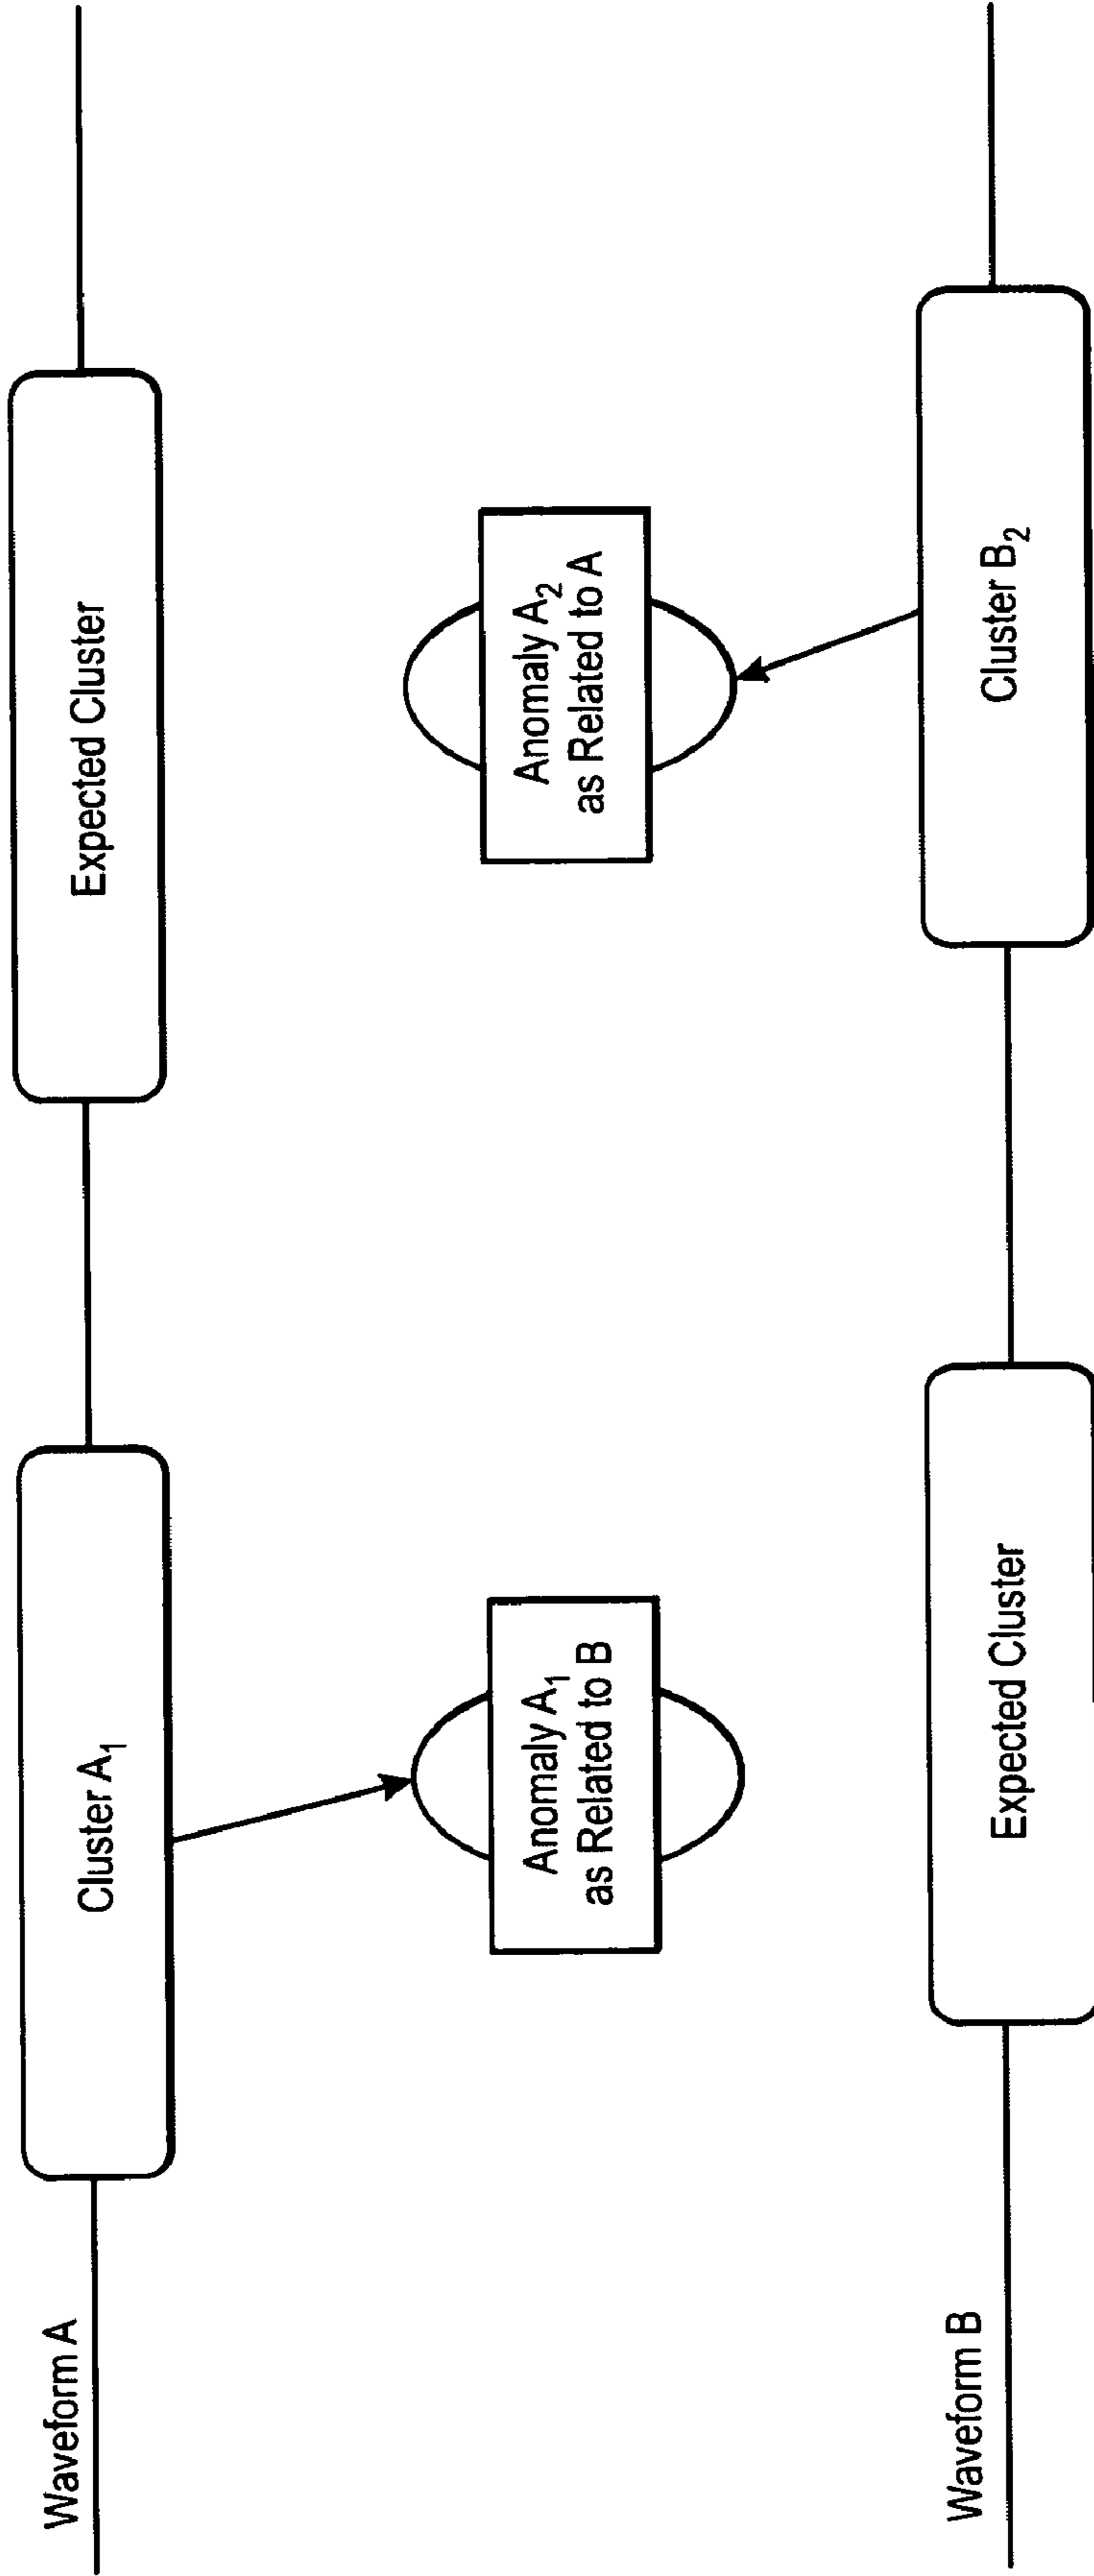 Waveform A
Cluster A₁
Expected Cluster
Anomaly A₁
as Related to B
Anomaly A₂
as Related to A
Waveform B
Expected Cluster
Cluster B₂